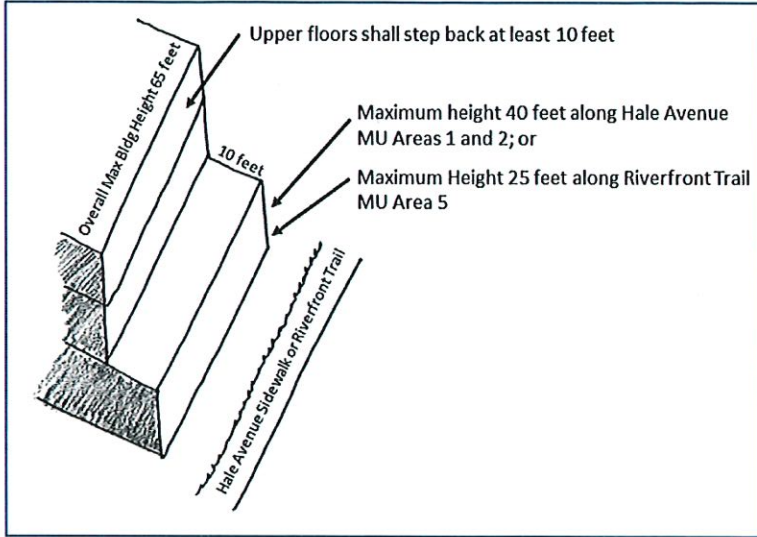 Upper floors shall step back at least 10 feet
Overall Max Bldg Height 65 feet
10 feet
Maximum height 40 feet along Hale Avenue
MU Areas 1 and 2; or
Maximum Height 25 feet along Riverfront Trail
MU Area 5
Hale Avenue Sidewalk or Riverfront Trail